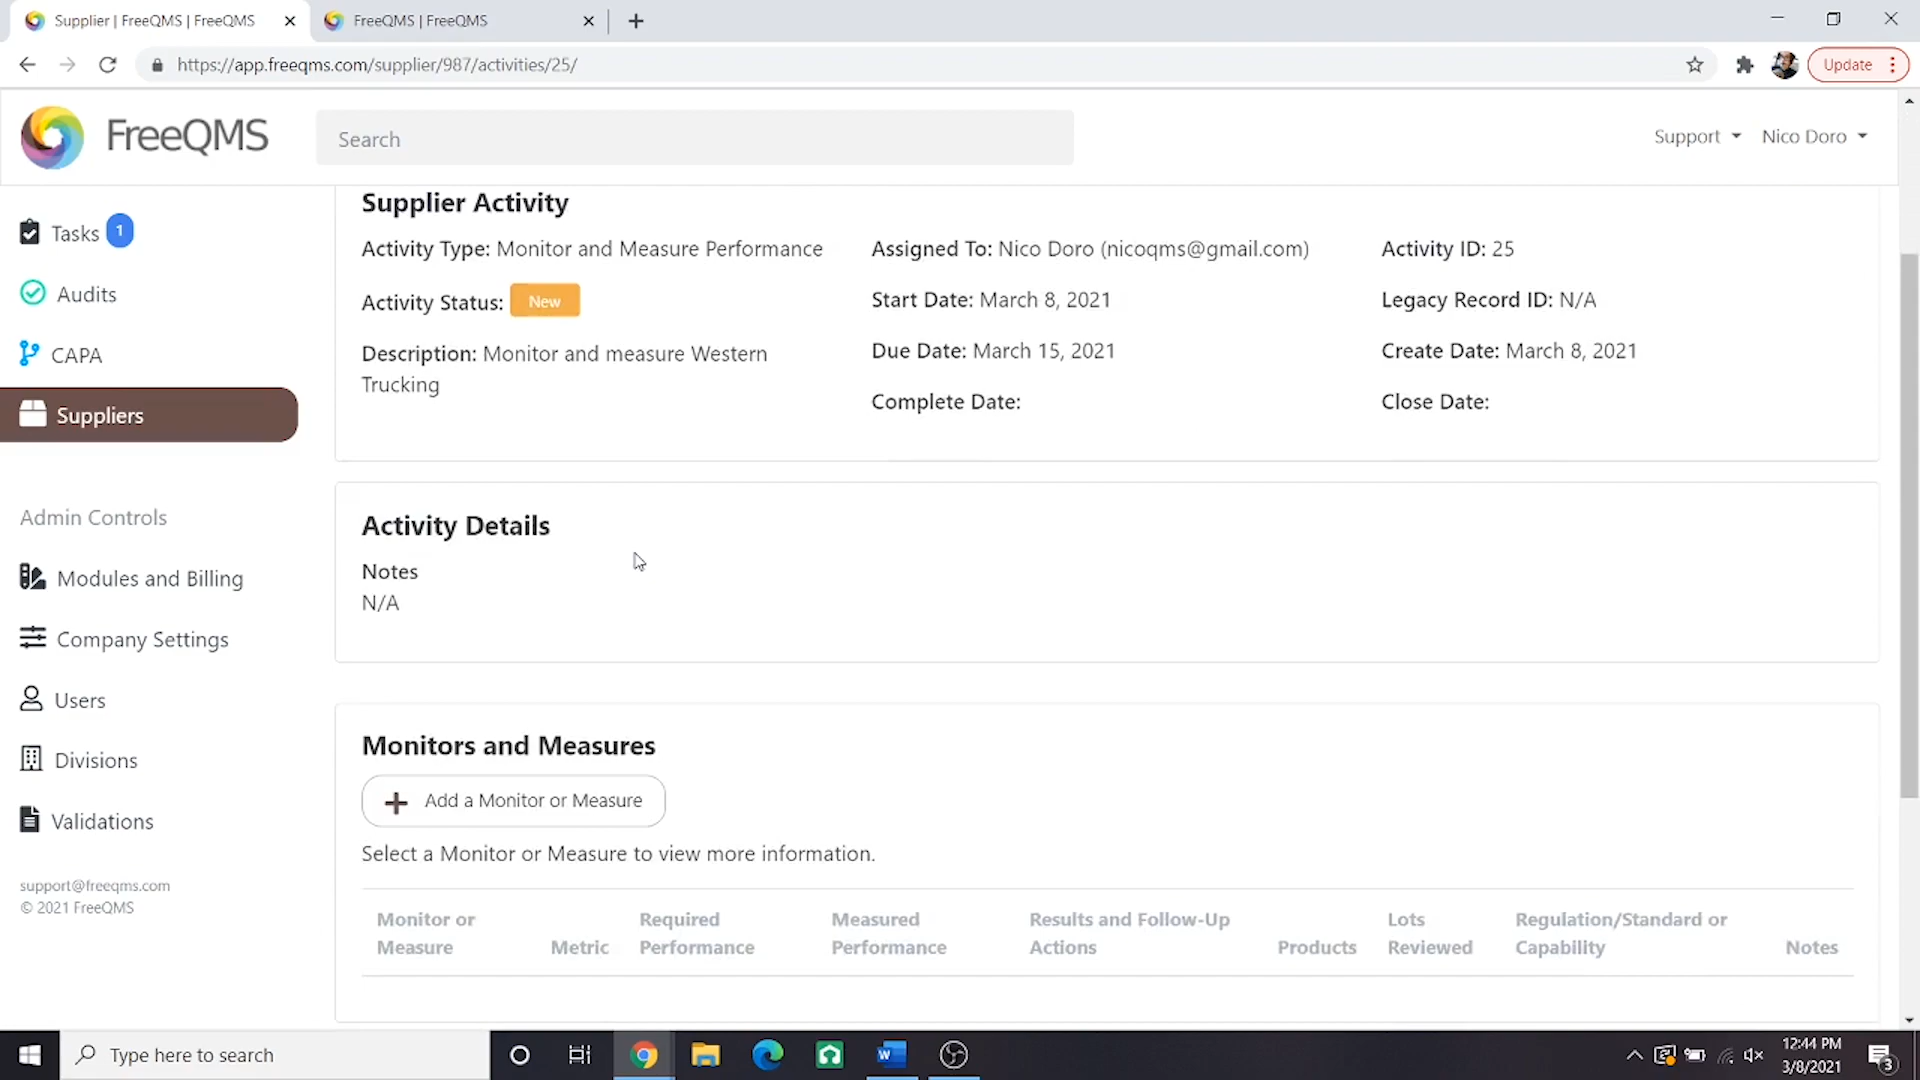 Supplier | FreeQMS | FreeQMS
FreeQMS | FreeQMS
https://app.freeqms.com/supplier/987/activities/25/
Update
FreeQMS
Search
Support
Nico Doro
Tasks 1
Audits
CAPA
Suppliers
Admin Controls
Modules and Billing
Company Settings
Users
Divisions
Validations
support@freeqms.com
© 2021 FreeQMS
Supplier Activity
Activity Type: Monitor and Measure Performance
Activity Status: New
Description: Monitor and measure Western
Trucking
Assigned To: Nico Doro (nicoqms@gmail.com)
Start Date: March 8, 2021
Due Date: March 15, 2021
Complete Date:
Activity ID: 25
Legacy Record ID: N/A
Create Date: March 8, 2021
Close Date:
Activity Details
Notes
N/A
Monitors and Measures
Add a Monitor or Measure
Select a Monitor or Measure to view more information.
Monitor or
Measure
Metric
Required
Performance
Measured
Performance
Results and Follow-Up
Actions
Products
Lots
Reviewed
Regulation/Standard or
Capability
Notes
Type here to search
12:44 PM
3/8/2021
3